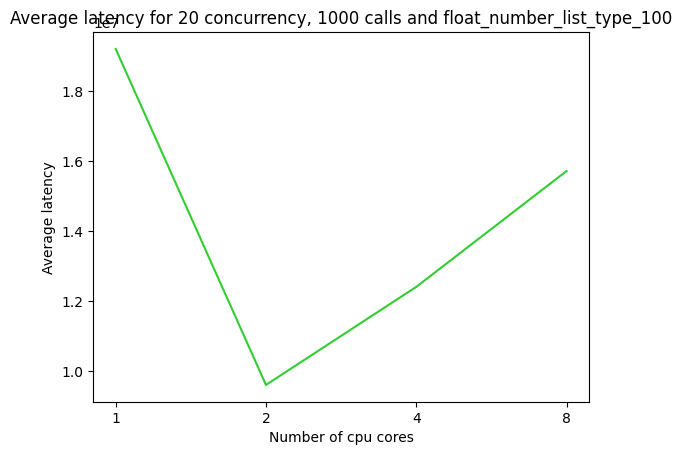 Average latency for 20 concurrency, 1000 calls and float_number_list_type_100
1e7
1.8
1.6
1.4
1.2
1.0
Average latency
1 2 4 8
Number of cpu cores